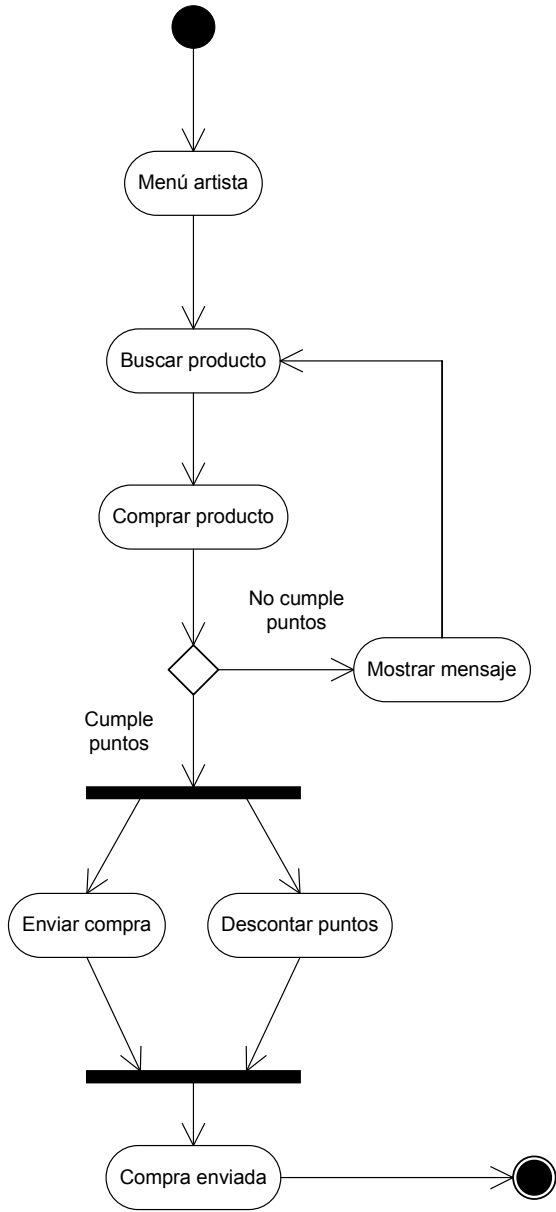 Menú artista
Buscar producto
Comprar producto
No cumple
puntos
Mostrar mensaje
Cumple
puntos
Enviar compra
Descontar puntos
Compra enviada